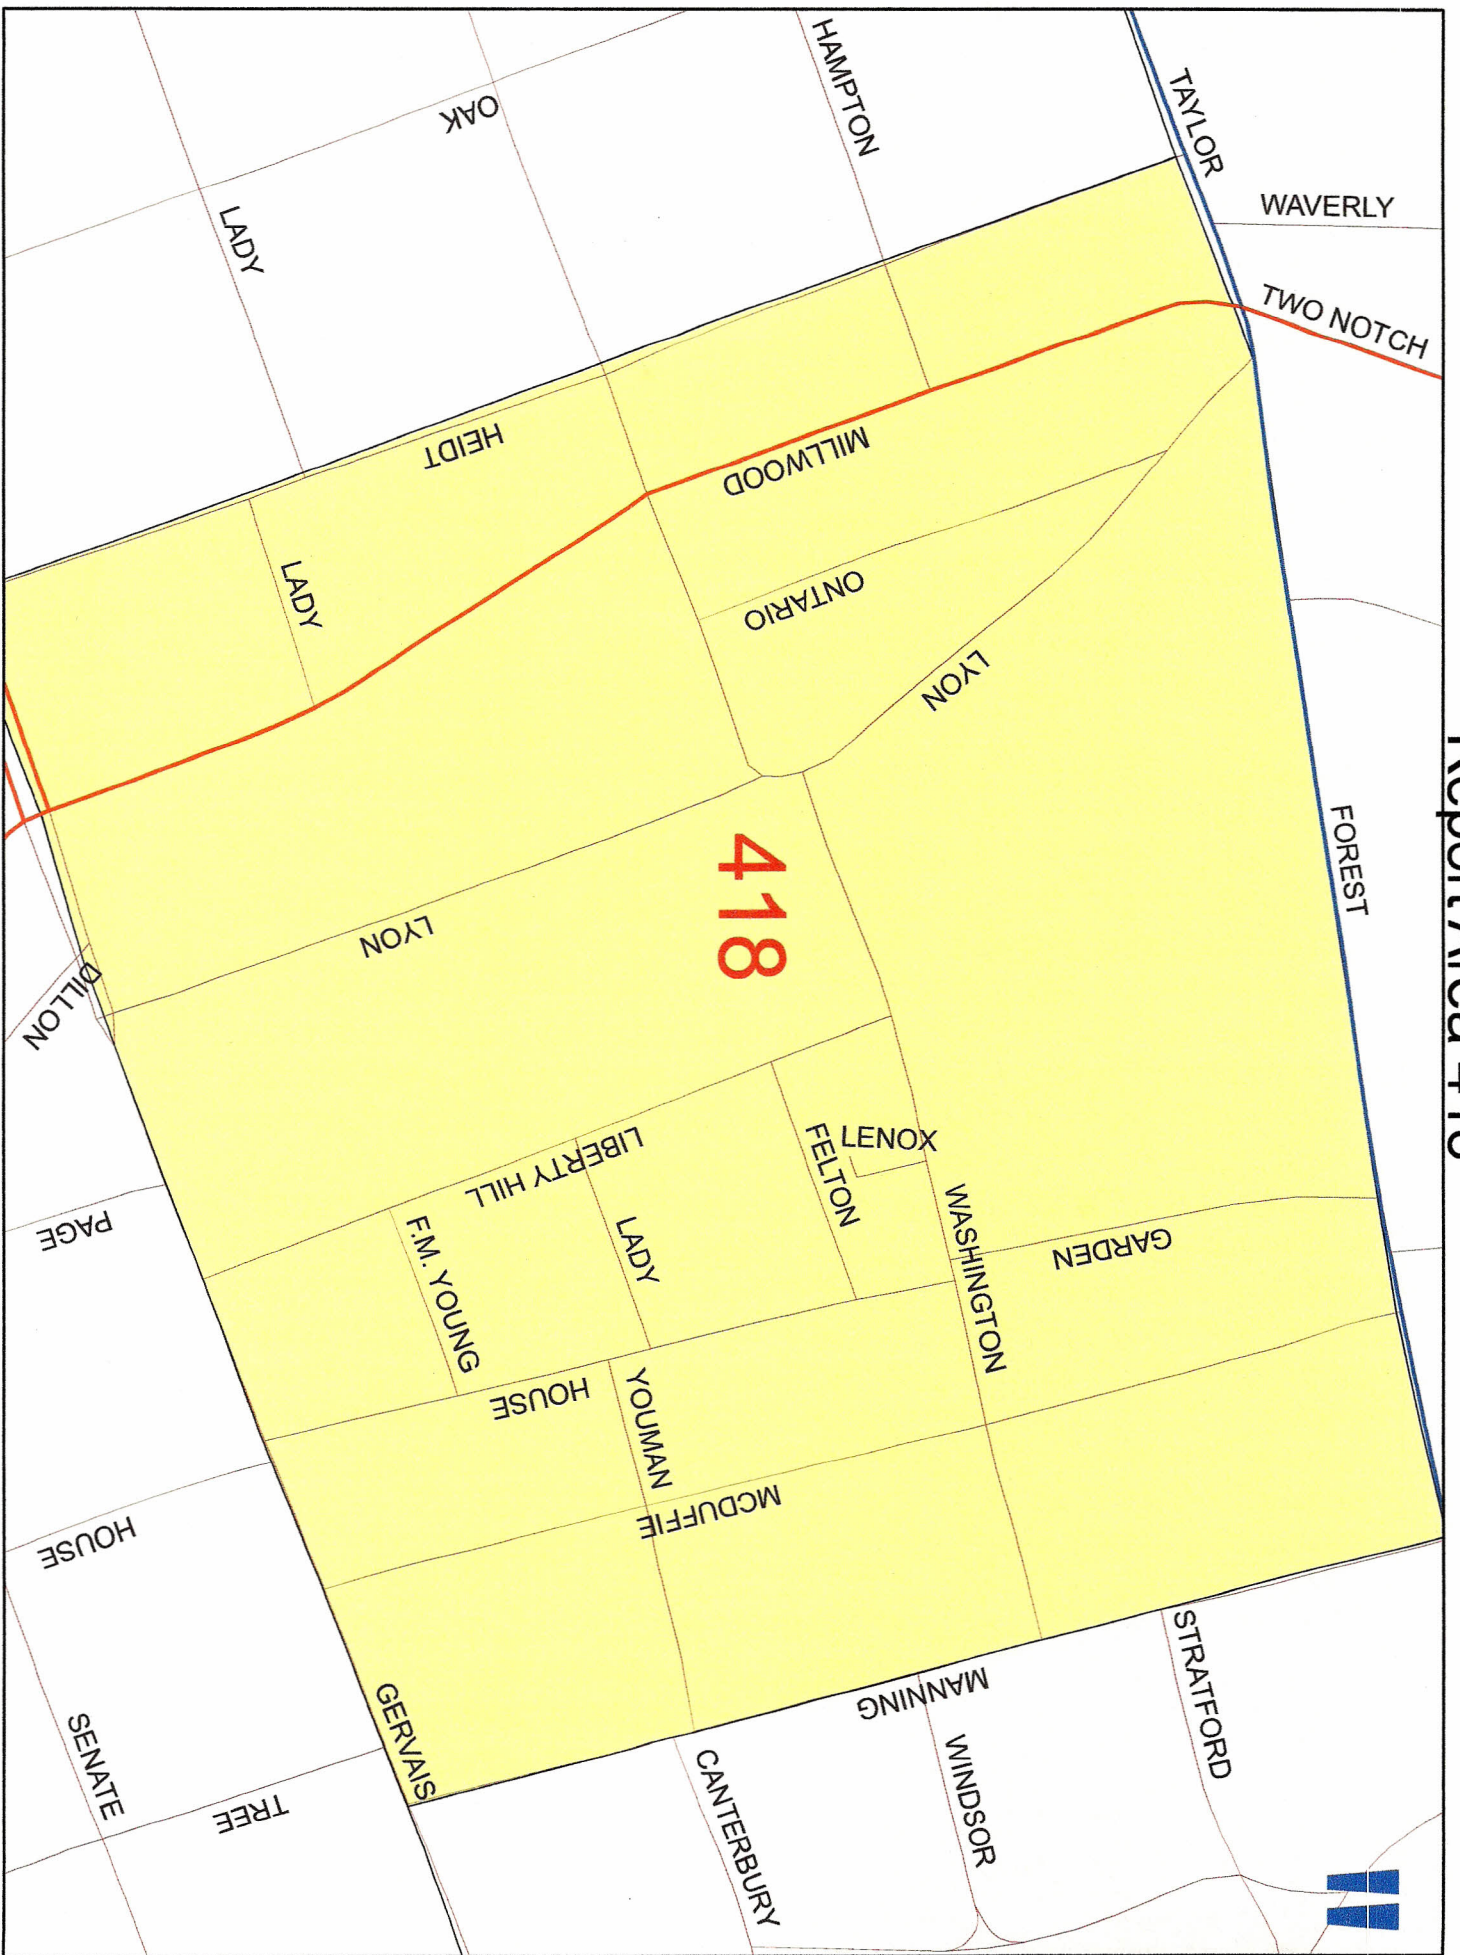 TAYLOR
HAMPTON
OAK
WAVERLY
LADY
TWO NOTCH
HEIDT
MILLWOOD
LADY
ONTARIO
LYON
FOREST
418
LYON
DILLON
LENOX
FELTON
LIBERTY HILL
WASHINGTON
PAGE
F.M. YOUNG
LADY
GARDEN
HOUSE
YOUMAN
MCDUFFIE
HOUSE
STRATFORD
MANNING
GERVAIS
SENATE
WINDSOR
CANTERBURY
TREE